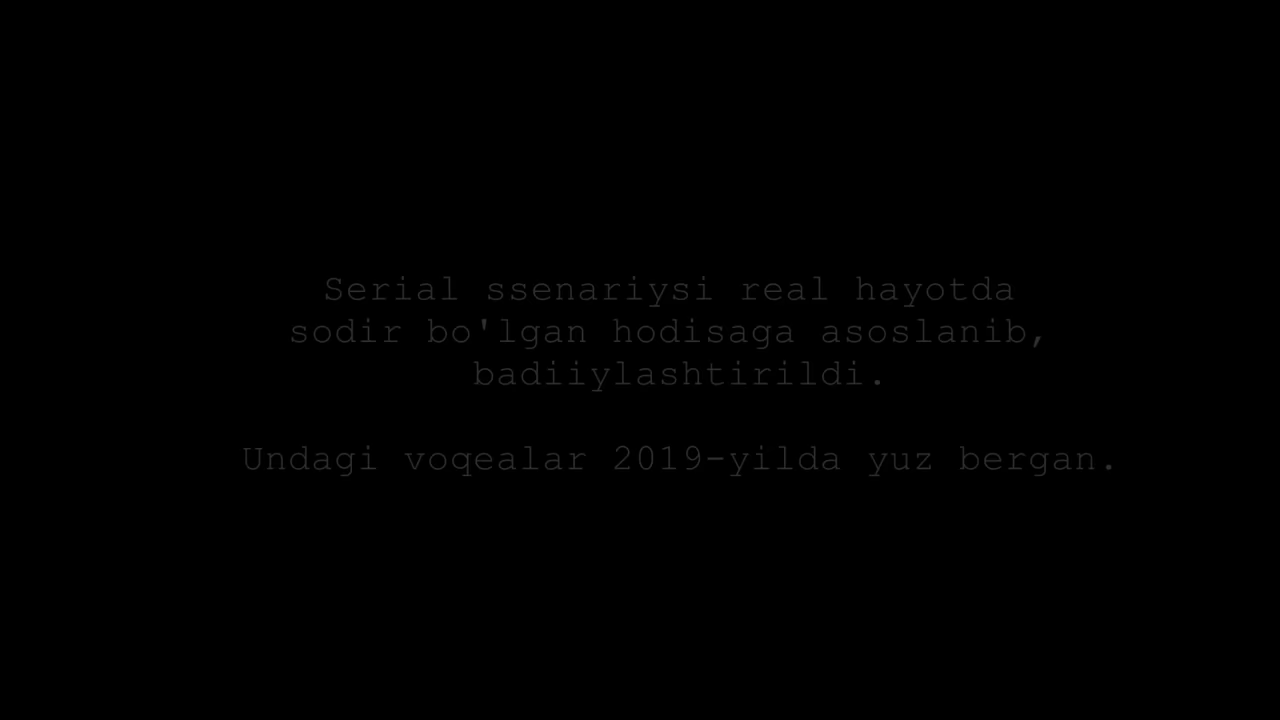 Serial ssenariysi real hayotda
sodir bo'lgan hodisaga asoslanib,
badiiylashtirildi.
Undagi voqealar 2019-yilda yuz bergan.